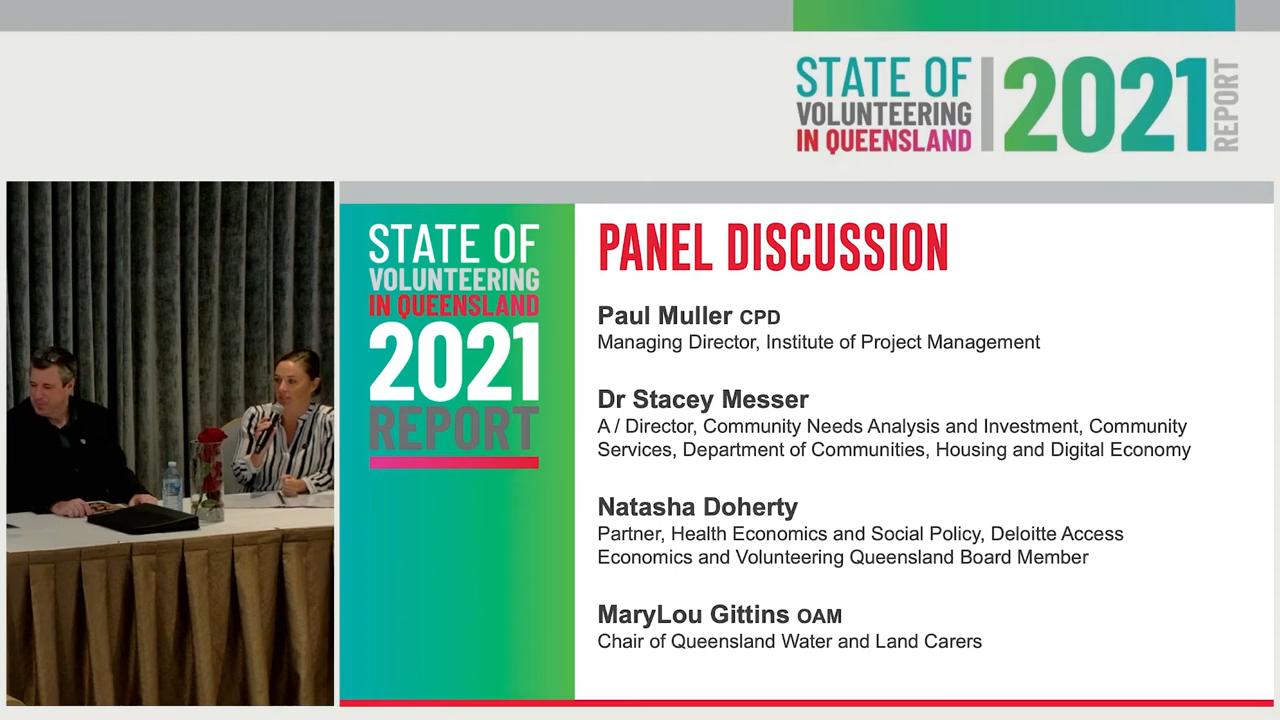 STATE OF
VOLUNTEERING
IN QUEENSLAND
2021
REPORT
STATE OF
VOLUNTEERING
IN QUEENSLAND
2021
REPORT
PANEL DISCUSSION
Paul Muller CPD
Managing Director, Institute of Project Management
Dr Stacey Messer
A / Director, Community Needs Analysis and Investment, Community
Services, Department of Communities, Housing and Digital Economy
Natasha Doherty
Partner, Health Economics and Social Policy, Deloitte Access
Economics and Volunteering Queensland Board Member
MaryLou Gittins OAM
Chair of Queensland Water and Land Carers